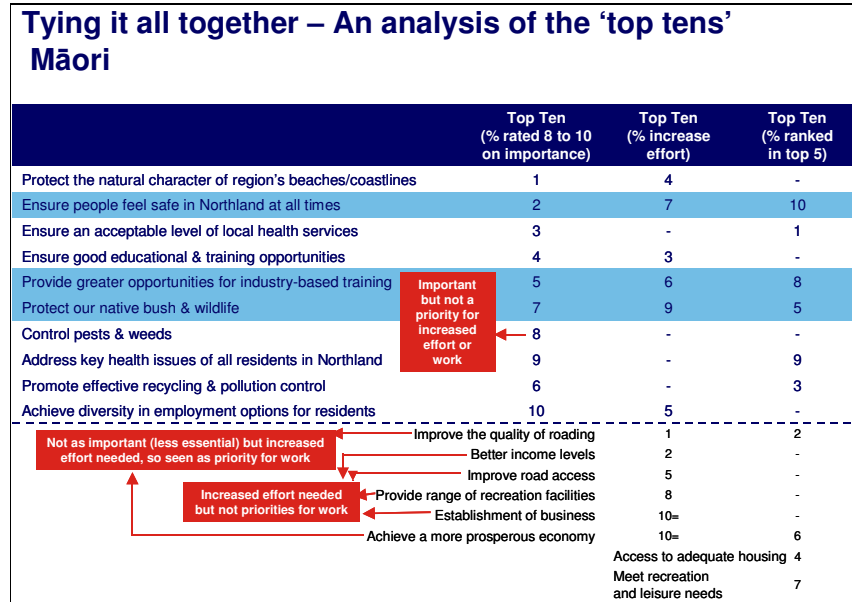 Tying it all together – An analysis of the ‘top tens’
Māori
Top Ten (% rated 8 to 10 on importance) Top Ten (% increase effort) Top Ten (% ranked in top 5)
Protect the natural character of region’s beaches/coastlines 1 4 -
Ensure people feel safe in Northland at all times 2 7 10
Ensure an acceptable level of local health services 3 - 1
Ensure good educational & training opportunities 4 3 -
Provide greater opportunities for industry-based training 5 6 8
Protect our native bush & wildlife 7 9 5
Control pests & weeds 8 - -
Address key health issues of all residents in Northland 9 - 9
Promote effective recycling & pollution control 6 - 3
Achieve diversity in employment options for residents 10 5 -
Important
but not a
priority for
increased
effort or
work
Improve the quality of roading 1 2
Better income levels 2 -
Improve road access 5 -
Provide range of recreation facilities 8 -
Establishment of business 10= -
Achieve a more prosperous economy 10= 6
Access to adequate housing 4
Meet recreation
and leisure needs 7
Not as important (less essential) but increased
effort needed, so seen as priority for work
Increased effort needed
but not priorities for work